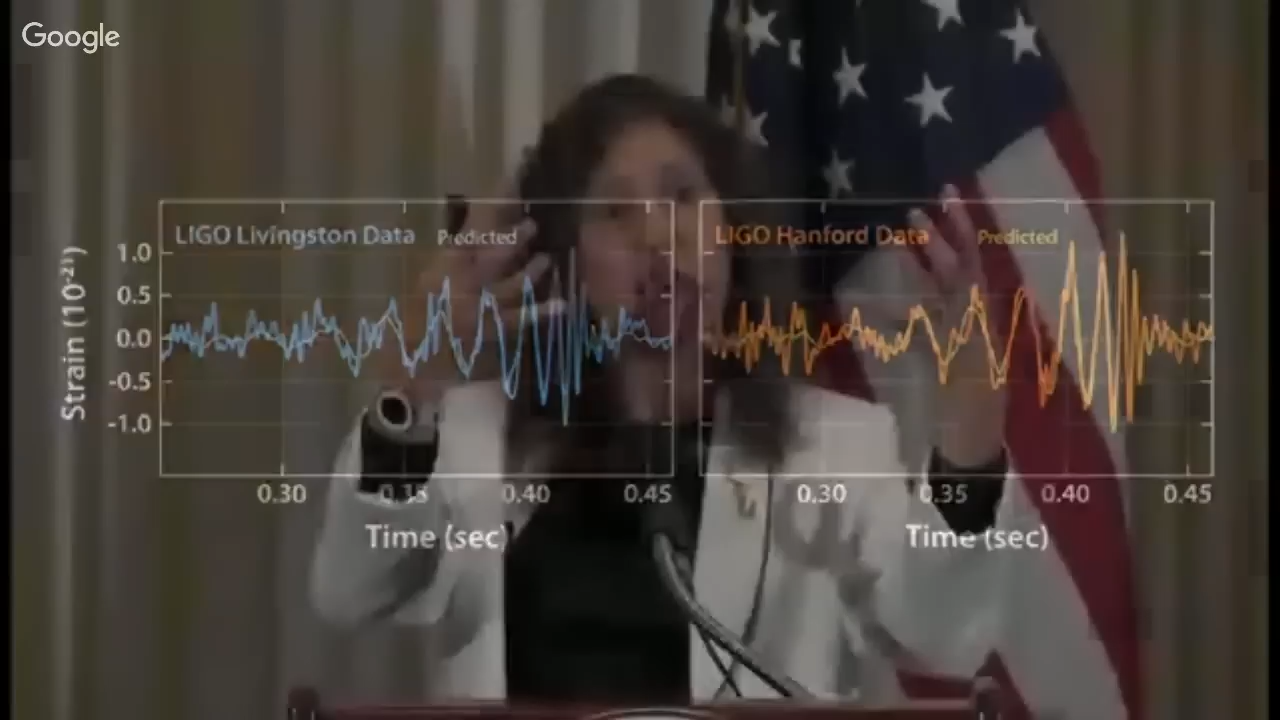 Google
LIGO Livingston Data Predicted
LIGO Hanford Data Predicted
Strain (10⁻²¹)
1.0
0.5
0.0
-0.5
-1.0
0.30 0.35 0.40 0.45
0.30 0.35 0.40 0.45
Time (sec)
Time (sec)